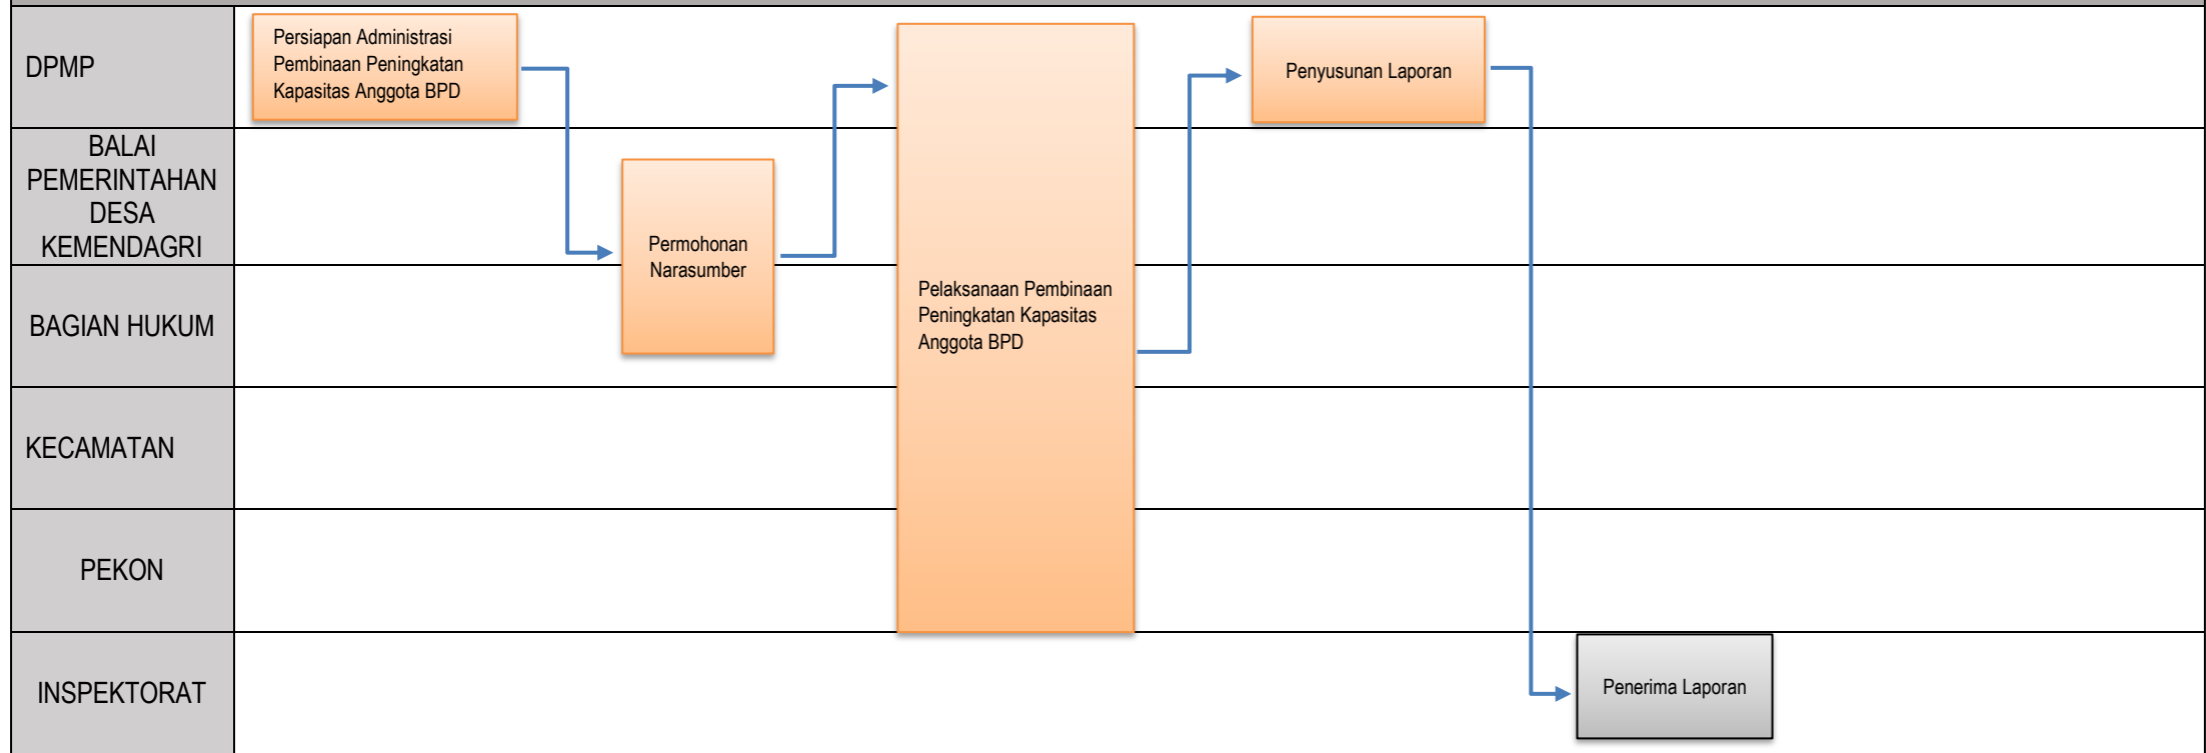 DPMP
Persiapan Administrasi
Pembinaan Peningkatan
Kapasitas Anggota BPD
Penyusunan Laporan
BALAI
PEMERINTAHAN
DESA
KEMENDAGRI
Permohonan
Narasumber
BAGIAN HUKUM
Pelaksanaan Pembinaan
Peningkatan Kapasitas
Anggota BPD
KECAMATAN
PEKON
INSPEKTORAT
Penerima Laporan